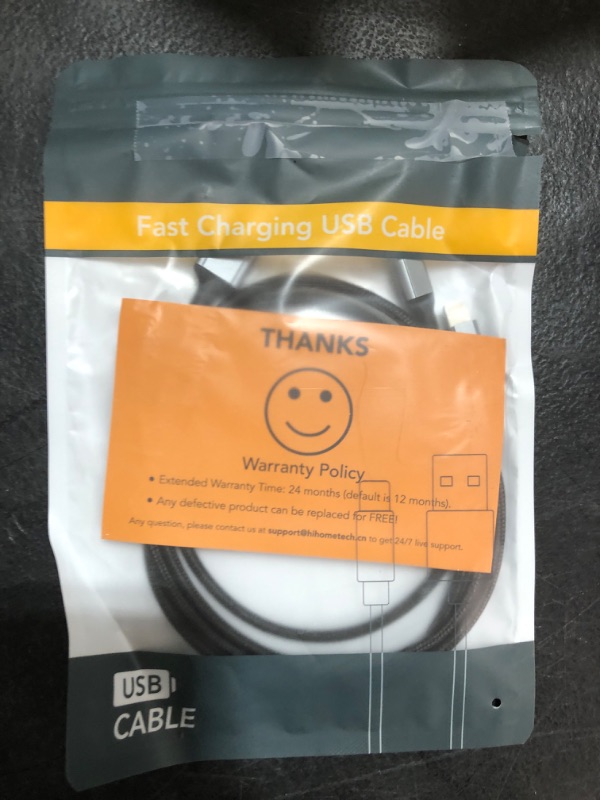 Fast Charging USB Cable
THANKS
Warranty Policy
• Extended Warranty Time: 24 months (default is 12 months).
• Any defective product can be replaced for FREE!
Any question, please contact us at support@hihometech.cn to get 24/7 live support.
USB
CABLE